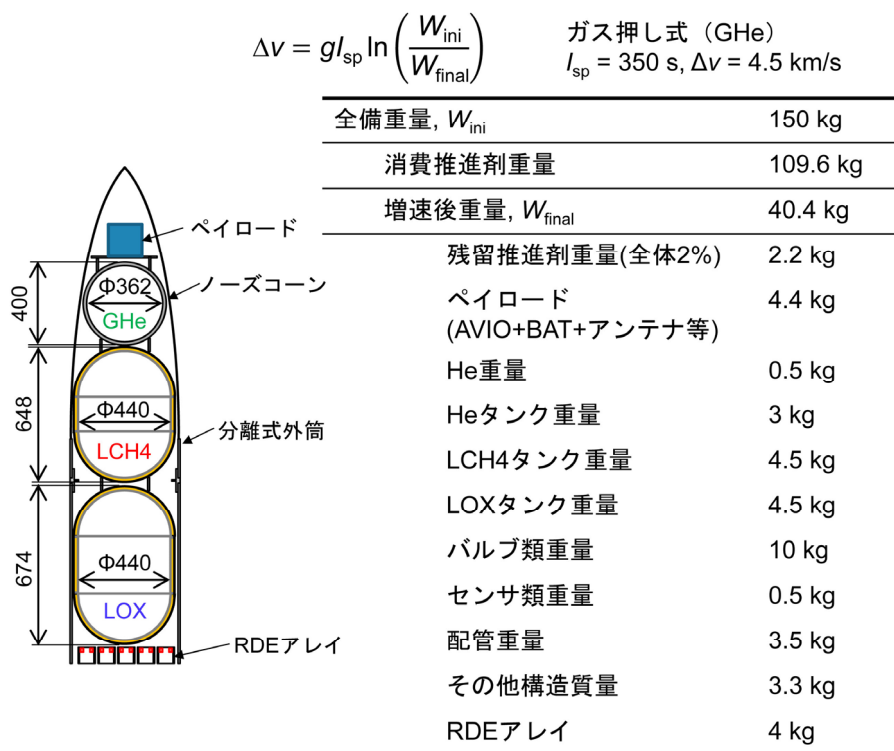 Δv = gI_sp ln(W_ini / W_final)
ガス押し式（GHe）
I_sp = 350 s, Δv = 4.5 km/s
全備重量, W_ini 150 kg
消費推進剤重量 109.6 kg
増速後重量, W_final 40.4 kg
残留推進剤重量(全体2%) 2.2 kg
ペイロード 4.4 kg
(AVIO+BAT+アンテナ等)
He重量 0.5 kg
Heタンク重量 3 kg
LCH4タンク重量 4.5 kg
LOXタンク重量 4.5 kg
バルブ類重量 10 kg
センサ類重量 0.5 kg
配管重量 3.5 kg
その他構造質量 3.3 kg
RDEアレイ 4 kg
ペイロード
ノーズコーン
400
Φ362
GHe
648
Φ440
LCH4
分離式外筒
674
Φ440
LOX
RDEアレイ